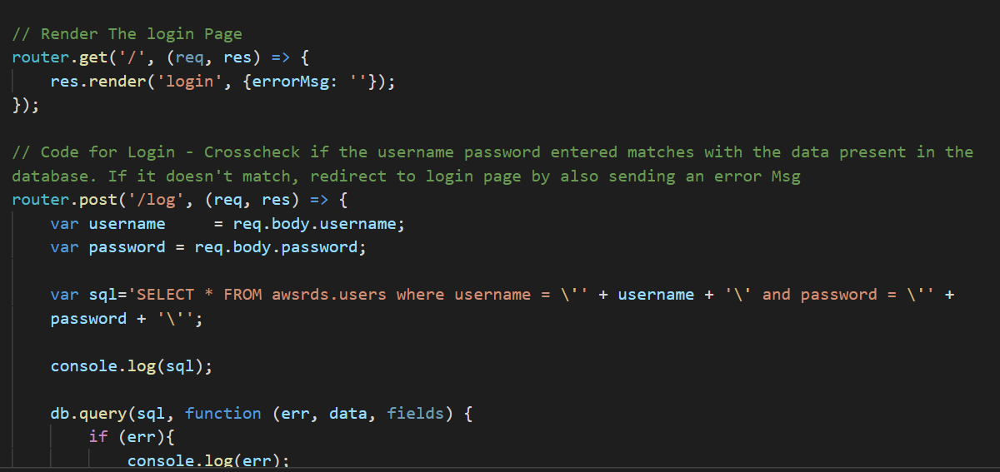 // Render The login Page
router.get('/', (req, res) => {
    res.render('login', {errorMsg: ''});
});
// Code for Login - Crosscheck if the username password entered matches with the data present in the
database. If it doesn't match, redirect to login page by also sending an error Msg
router.post('/log', (req, res) => {
    var username     = req.body.username;
    var password = req.body.password;
    var sql='SELECT * FROM awsrds.users where username = \'' + username + '\' and password = \'' +
    password + '\'';
    console.log(sql);
    db.query(sql, function (err, data, fields) {
        if (err){
            console.log(err);